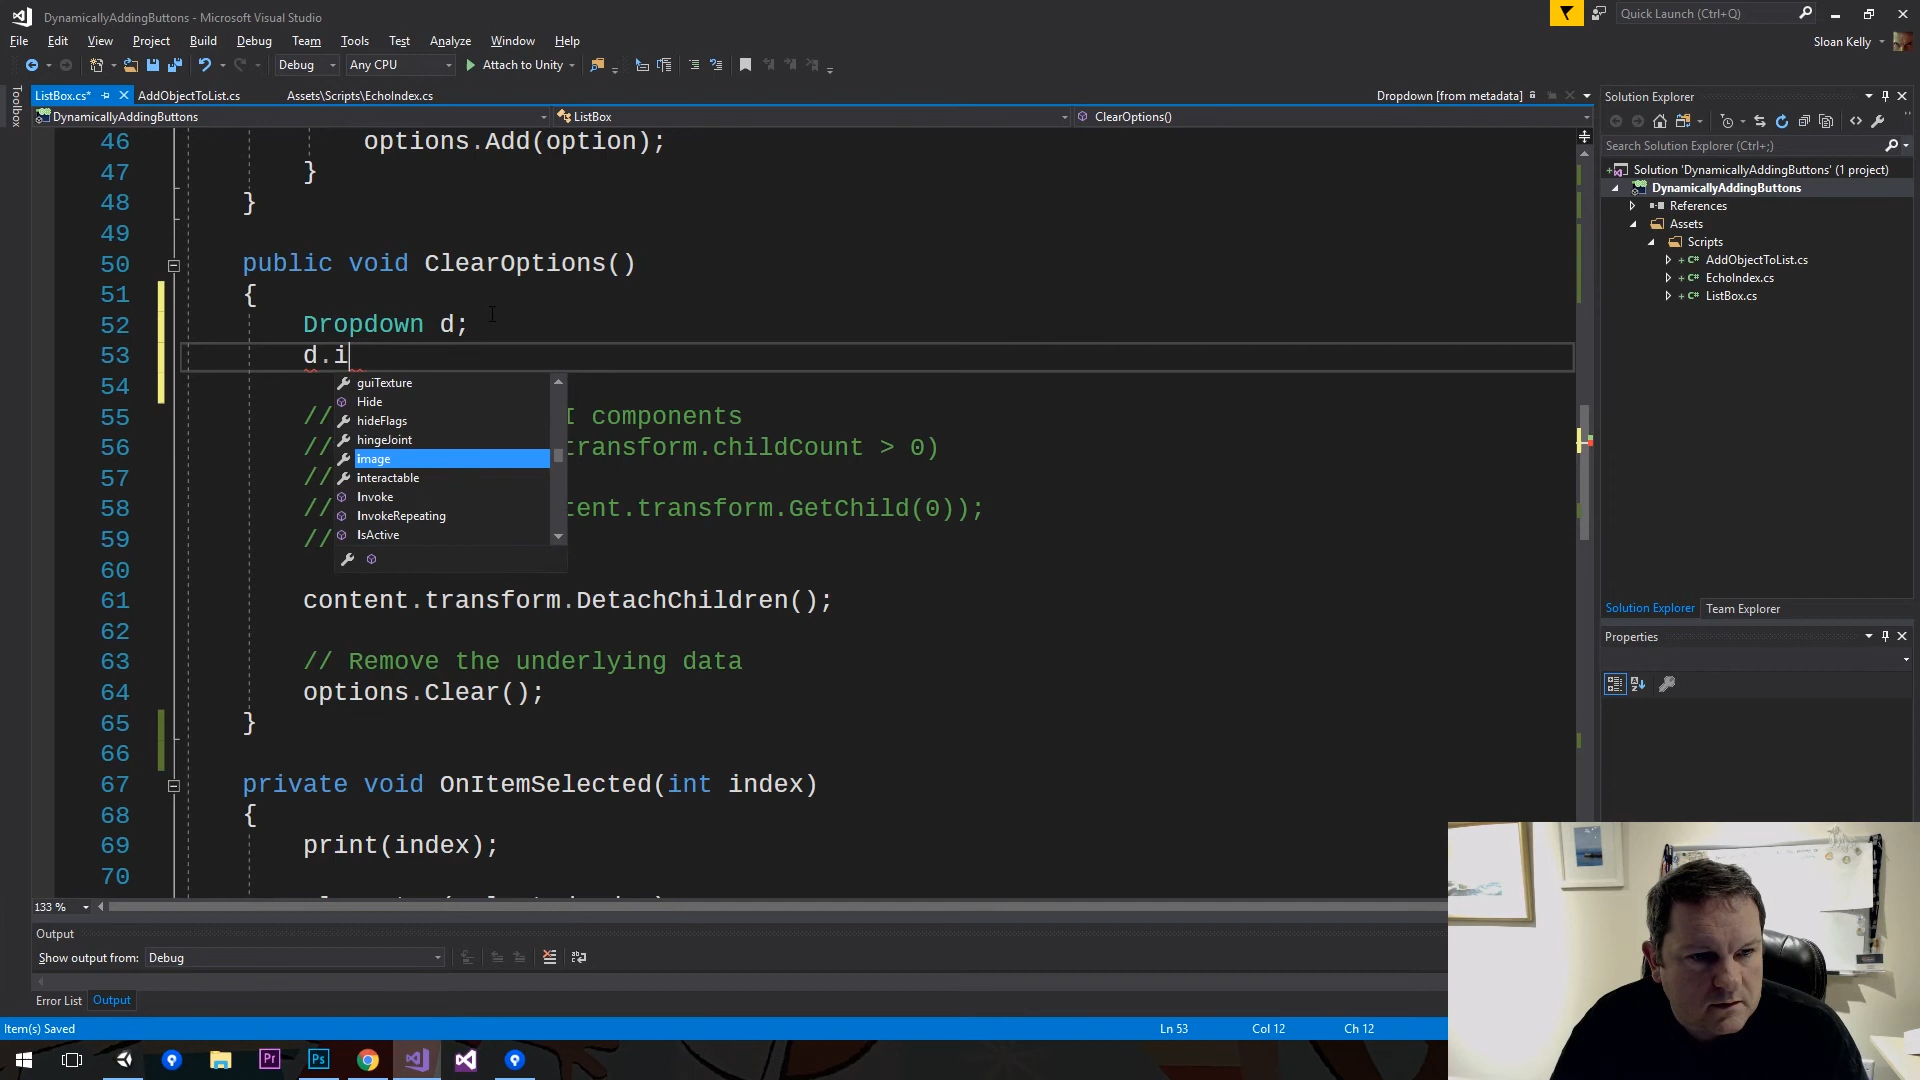 DynamicallyAddingButtons - Microsoft Visual Studio
Quick Launch (Ctrl+Q)
File Edit View Project Build Debug Team Tools Test Analyze Window Help
Sloan Kelly
Debug Any CPU Attach to Unity
Toolbox
ListBox.cs* AddObjectToList.cs Assets\Scripts\EchoIndex.cs Dropdown [from metadata]
DynamicallyAddingButtons ListBox ClearOptions()
46 options.Add(option);
47 }
48 }
49
50 public void ClearOptions()
51 {
52 Dropdown d;
53 d.i
54
55 // I components
56 // transform.childCount > 0)
57 //
58 // tent.transform.GetChild(0));
59 //
60
61 content.transform.DetachChildren();
62
63 // Remove the underlying data
64 options.Clear();
65 }
66
67 private void OnItemSelected(int index)
68 {
69 print(index);
70
guiTexture
Hide
hideFlags
hingeJoint
image
interactable
Invoke
InvokeRepeating
IsActive
133 %
Output
Show output from: Debug
Error List Output
Item(s) Saved Ln 53 Col 12 Ch 12
Solution Explorer
Search Solution Explorer (Ctrl+;)
Solution 'DynamicallyAddingButtons' (1 project)
DynamicallyAddingButtons
References
Assets
Scripts
AddObjectToList.cs
EchoIndex.cs
ListBox.cs
Solution Explorer Team Explorer
Properties
Pr Ps